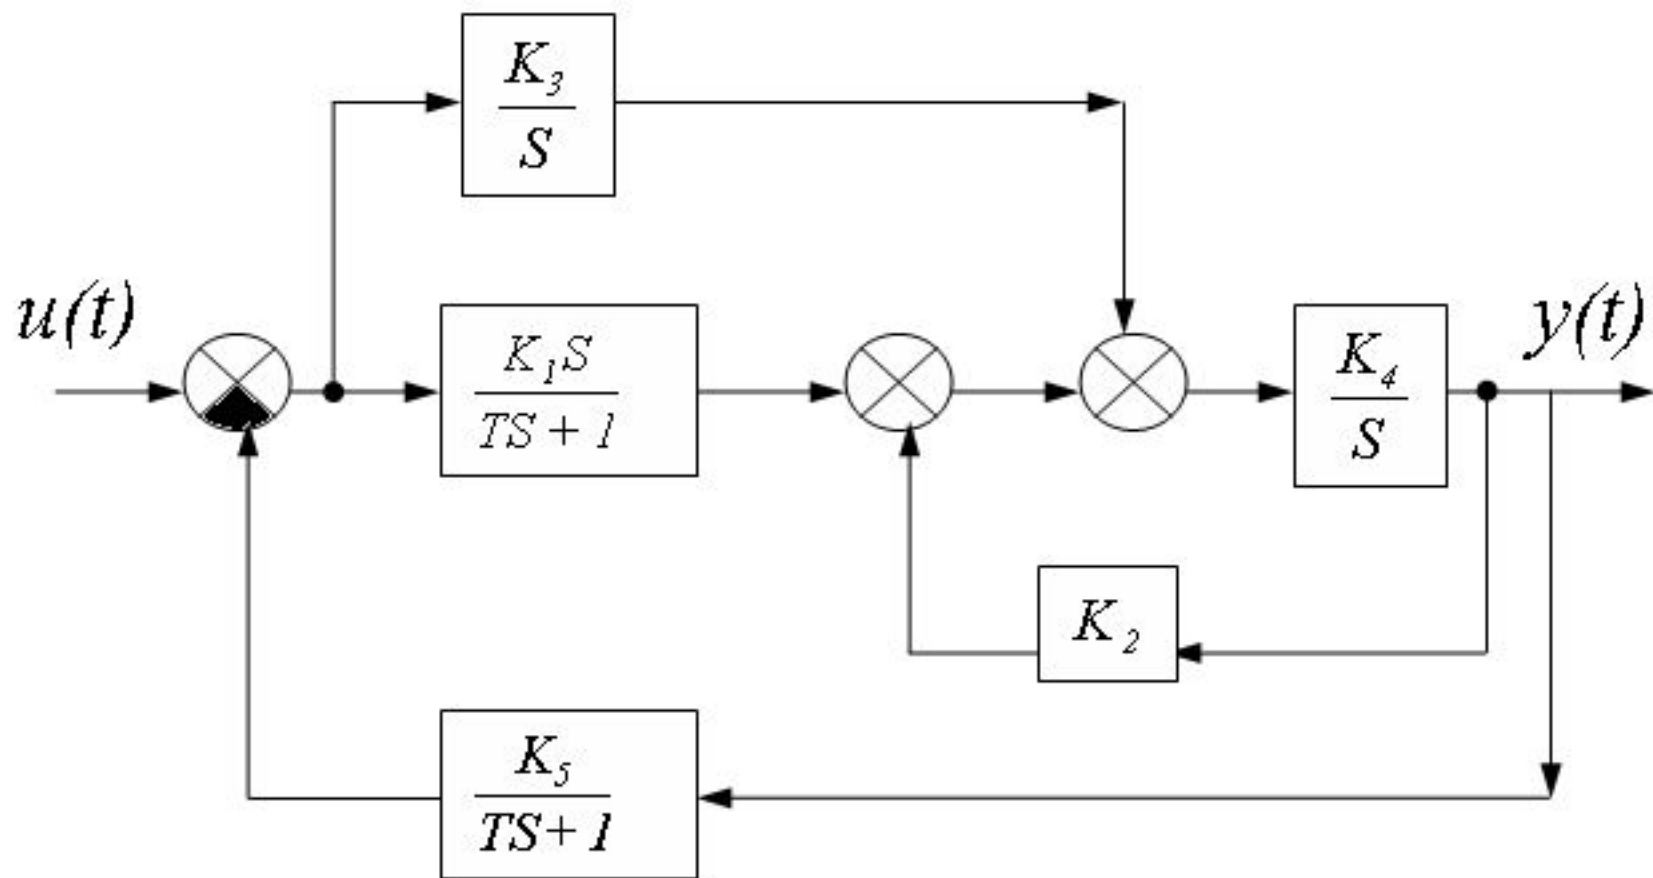 K₃
S
u(t)
K₁S
TS + 1
K₄
S
y(t)
K₂
K₅
TS + 1